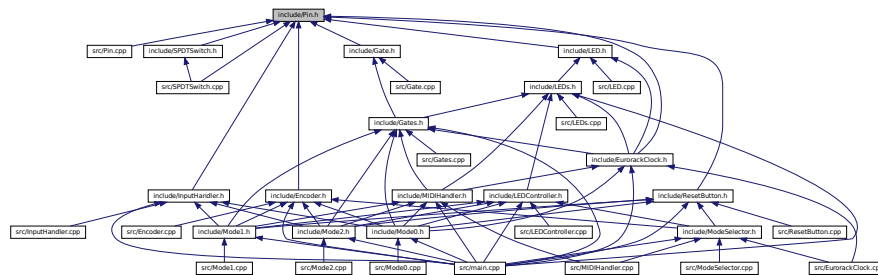 include/Pin.h
src/Pin.cpp
include/SPDTSwitch.h
include/Gate.h
include/LED.h
src/SPDTSwitch.cpp
src/Gate.cpp
include/LEDs.h
src/LED.cpp
include/Gates.h
src/LEDs.cpp
src/Gates.cpp
include/EurorackClock.h
include/InputHandler.h
include/Encoder.h
include/MIDIHandler.h
include/LEDController.h
include/ResetButton.h
src/InputHandler.cpp
src/Encoder.cpp
include/Mode1.h
include/Mode2.h
include/Mode0.h
src/LEDController.cpp
include/ModeSelector.h
src/ResetButton.cpp
src/Mode1.cpp
src/Mode2.cpp
src/Mode0.cpp
src/main.cpp
src/MIDIHandler.cpp
src/ModeSelector.cpp
src/EurorackClock.cpp